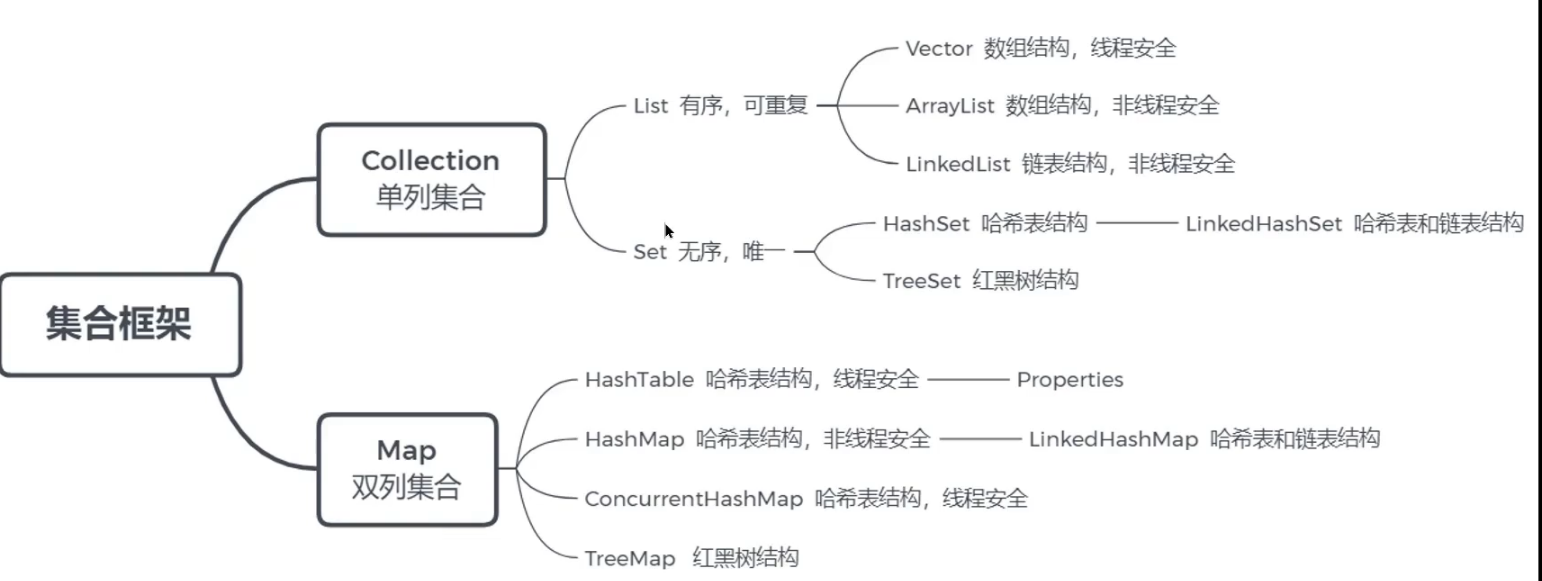 集合框架
Collection
单列集合
List 有序，可重复
Vector 数组结构，线程安全
ArrayList 数组结构，非线程安全
LinkedList 链表结构，非线程安全
Set 无序，唯一
HashSet 哈希表结构
LinkedHashSet 哈希表和链表结构
TreeSet 红黑树结构
Map
双列集合
HashTable 哈希表结构，线程安全
Properties
HashMap 哈希表结构，非线程安全
LinkedHashMap 哈希表和链表结构
ConcurrentHashMap 哈希表结构，线程安全
TreeMap 红黑树结构